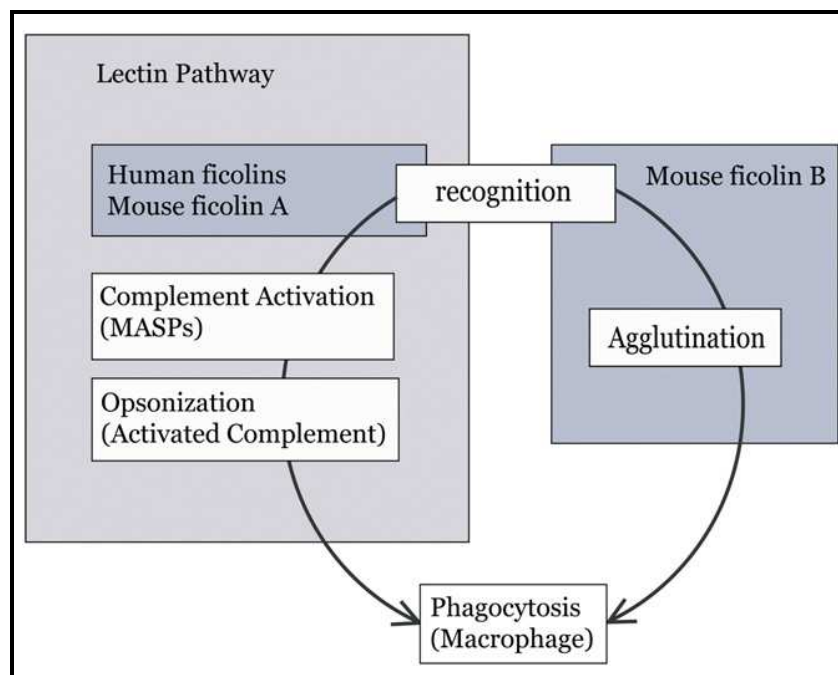 Lectin Pathway
Human ficolins
Mouse ficolin A
recognition
Mouse ficolin B
Complement Activation
(MASPs)
Agglutination
Opsonization
(Activated Complement)
Phagocytosis
(Macrophage)